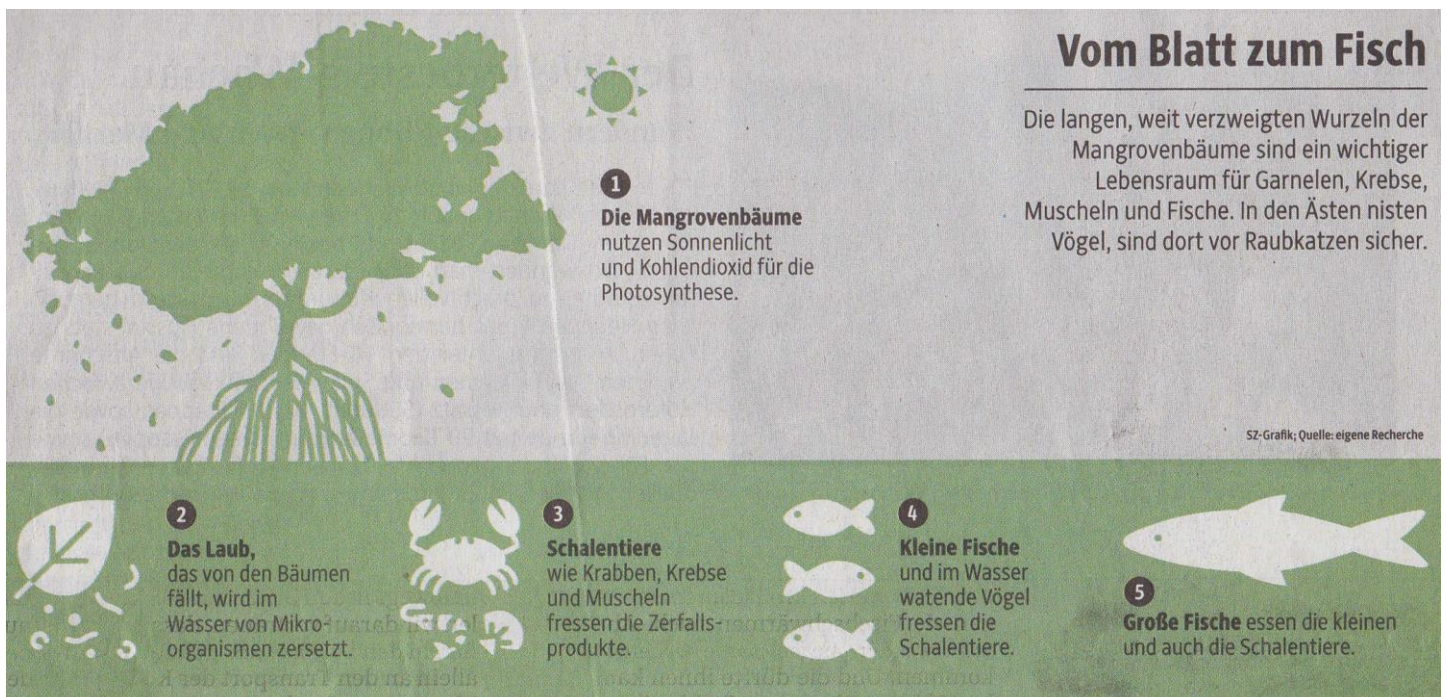 Vom Blatt zum Fisch
Die langen, weit verzweigten Wurzeln der
Mangrovenbäume sind ein wichtiger
Lebensraum für Garnelen, Krebse,
Muscheln und Fische. In den Ästen nisten
Vögel, sind dort vor Raubkatzen sicher.
1
Die Mangrovenbäume
nutzen Sonnenlicht
und Kohlendioxid für die
Photosynthese.
SZ-Grafik; Quelle: eigene Recherche
2
Das Laub,
das von den Bäumen
fällt, wird im
Wasser von Mikro-
organismen zersetzt.
3
Schalentiere
wie Krabben, Krebse
und Muscheln
fressen die Zerfalls-
produkte.
4
Kleine Fische
und im Wasser
watende Vögel
fressen die
Schalentiere.
5
Große Fische essen die kleinen
und auch die Schalentiere.